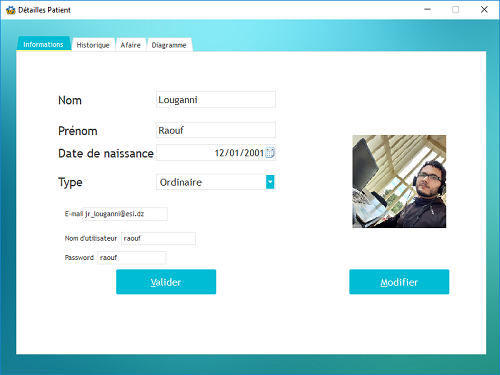 Détailles Patient
Informations Historique Afaire Diagramme
Nom Louganni
Prénom Raouf
Date de naissance 12/01/2001
Type Ordinaire
E-mail jr_louganni@esi.dz
Nom d'utilisateur raouf
Password raouf
Valider Modifier